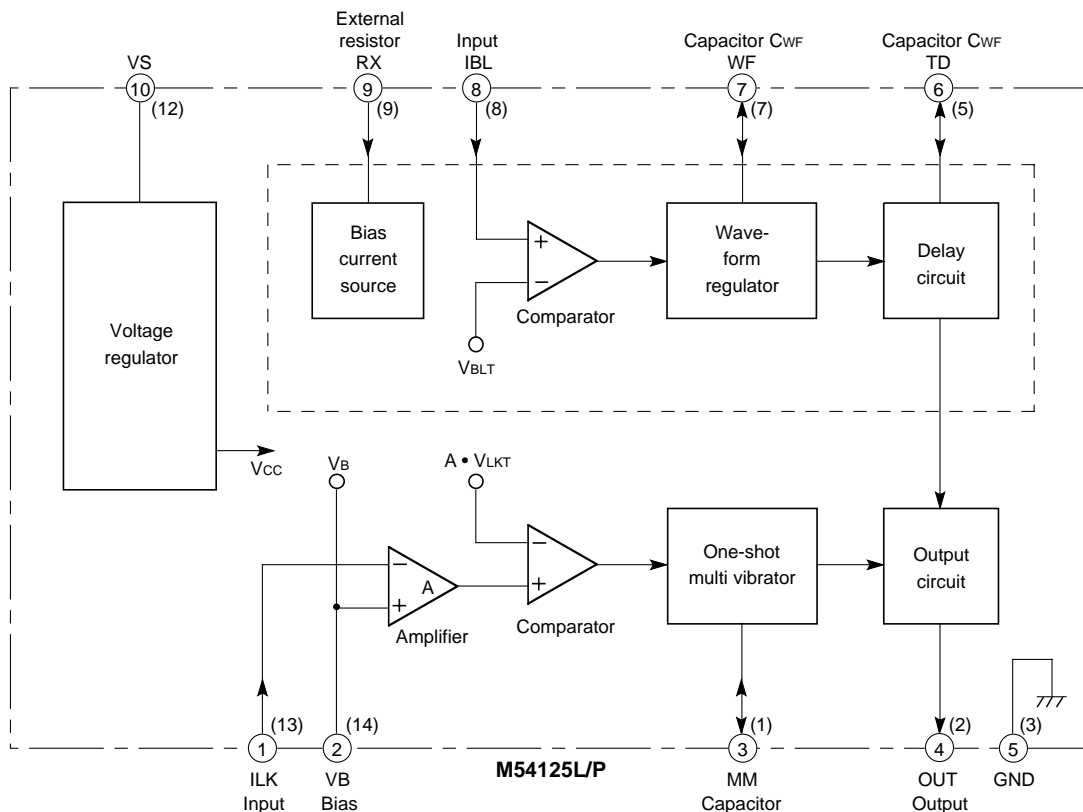 External
resistor
RX
Input
IBL
Capacitor CWF
WF
Capacitor CWF
TD
VS
10
(12)
9
(9)
8
(8)
7
(7)
6
(5)
Voltage
regulator
VCC
Bias
current
source
+
−
Comparator
VBLT
Wave-
form
regulator
Delay
circuit
VB
A • VLKT
−
+
A
Amplifier
−
+
Comparator
One-shot
multi vibrator
Output
circuit
1
(13)
2
(14)
3
(1)
4
(2)
5
(3)
ILK
Input
VB
Bias
M54125L/P
MM
Capacitor
OUT
Output
GND